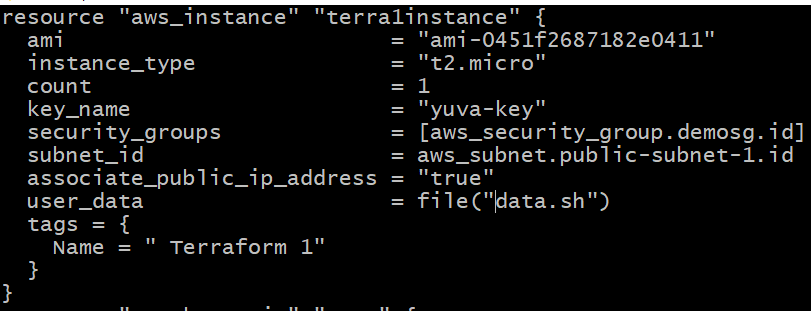 resource "aws_instance" "terra1instance" {
  ami                         = "ami-0451f2687182e0411"
  instance_type               = "t2.micro"
  count                       = 1
  key_name                    = "yuva-key"
  security_groups             = [aws_security_group.demosg.id]
  subnet_id                   = aws_subnet.public-subnet-1.id
  associate_public_ip_address = "true"
  user_data                   = file("data.sh")
  tags = {
    Name = " Terraform 1"
  }
}